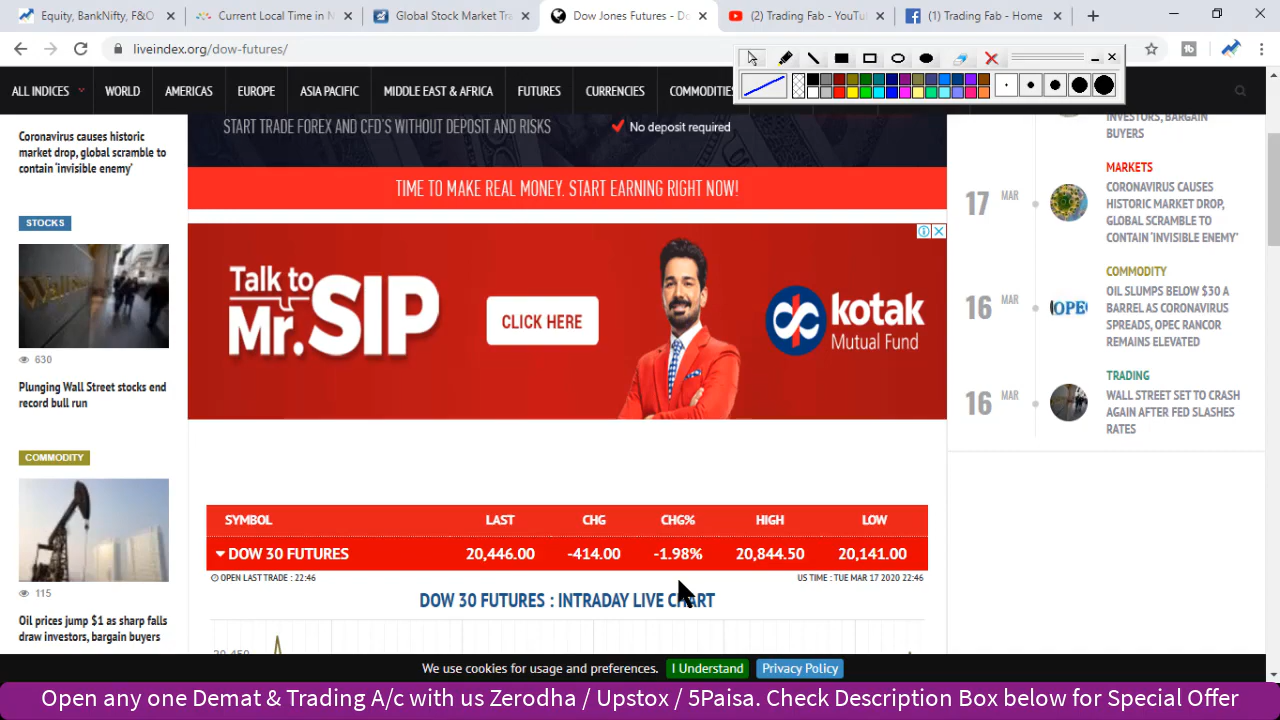 Equity, BankNifty, F&O
Current Local Time in N
Global Stock Market Tra
Dow Jones Futures - Do
(2) Trading Fab - YouTu
(1) Trading Fab - Home
liveindex.org/dow-futures/
ALL INDICES
WORLD
AMERICAS
EUROPE
ASIA PACIFIC
MIDDLE EAST & AFRICA
FUTURES
CURRENCIES
COMMODITIES
Coronavirus causes historic
market drop, global scramble to
contain ‘invisible enemy’
STOCKS
630
Plunging Wall Street stocks end
record bull run
COMMODITY
115
Oil prices jump $1 as sharp falls
draw investors, bargain buyers
START TRADE FOREX AND CFD'S WITHOUT DEPOSIT AND RISKS
No deposit required
TIME TO MAKE REAL MONEY. START EARNING RIGHT NOW!
Talk to
Mr. SIP
CLICK HERE
kotak
Mutual Fund
SYMBOL LAST CHG CHG% HIGH LOW
DOW 30 FUTURES 20,446.00 -414.00 -1.98% 20,844.50 20,141.00
OPEN LAST TRADE : 22:46
US TIME : TUE MAR 17 2020 22:46
DOW 30 FUTURES : INTRADAY LIVE CHART
20,450
INVESTORS, BARGAIN
BUYERS
17 MAR
MARKETS
CORONAVIRUS CAUSES
HISTORIC MARKET DROP,
GLOBAL SCRAMBLE TO
CONTAIN ‘INVISIBLE ENEMY’
16 MAR
COMMODITY
OPE
OIL SLUMPS BELOW $30 A
BARREL AS CORONAVIRUS
SPREADS, OPEC RANCOR
REMAINS ELEVATED
16 MAR
TRADING
WALL STREET SET TO CRASH
AGAIN AFTER FED SLASHES
RATES
We use cookies for usage and preferences. I Understand Privacy Policy
Open any one Demat & Trading A/c with us Zerodha / Upstox / 5Paisa. Check Description Box below for Special Offer